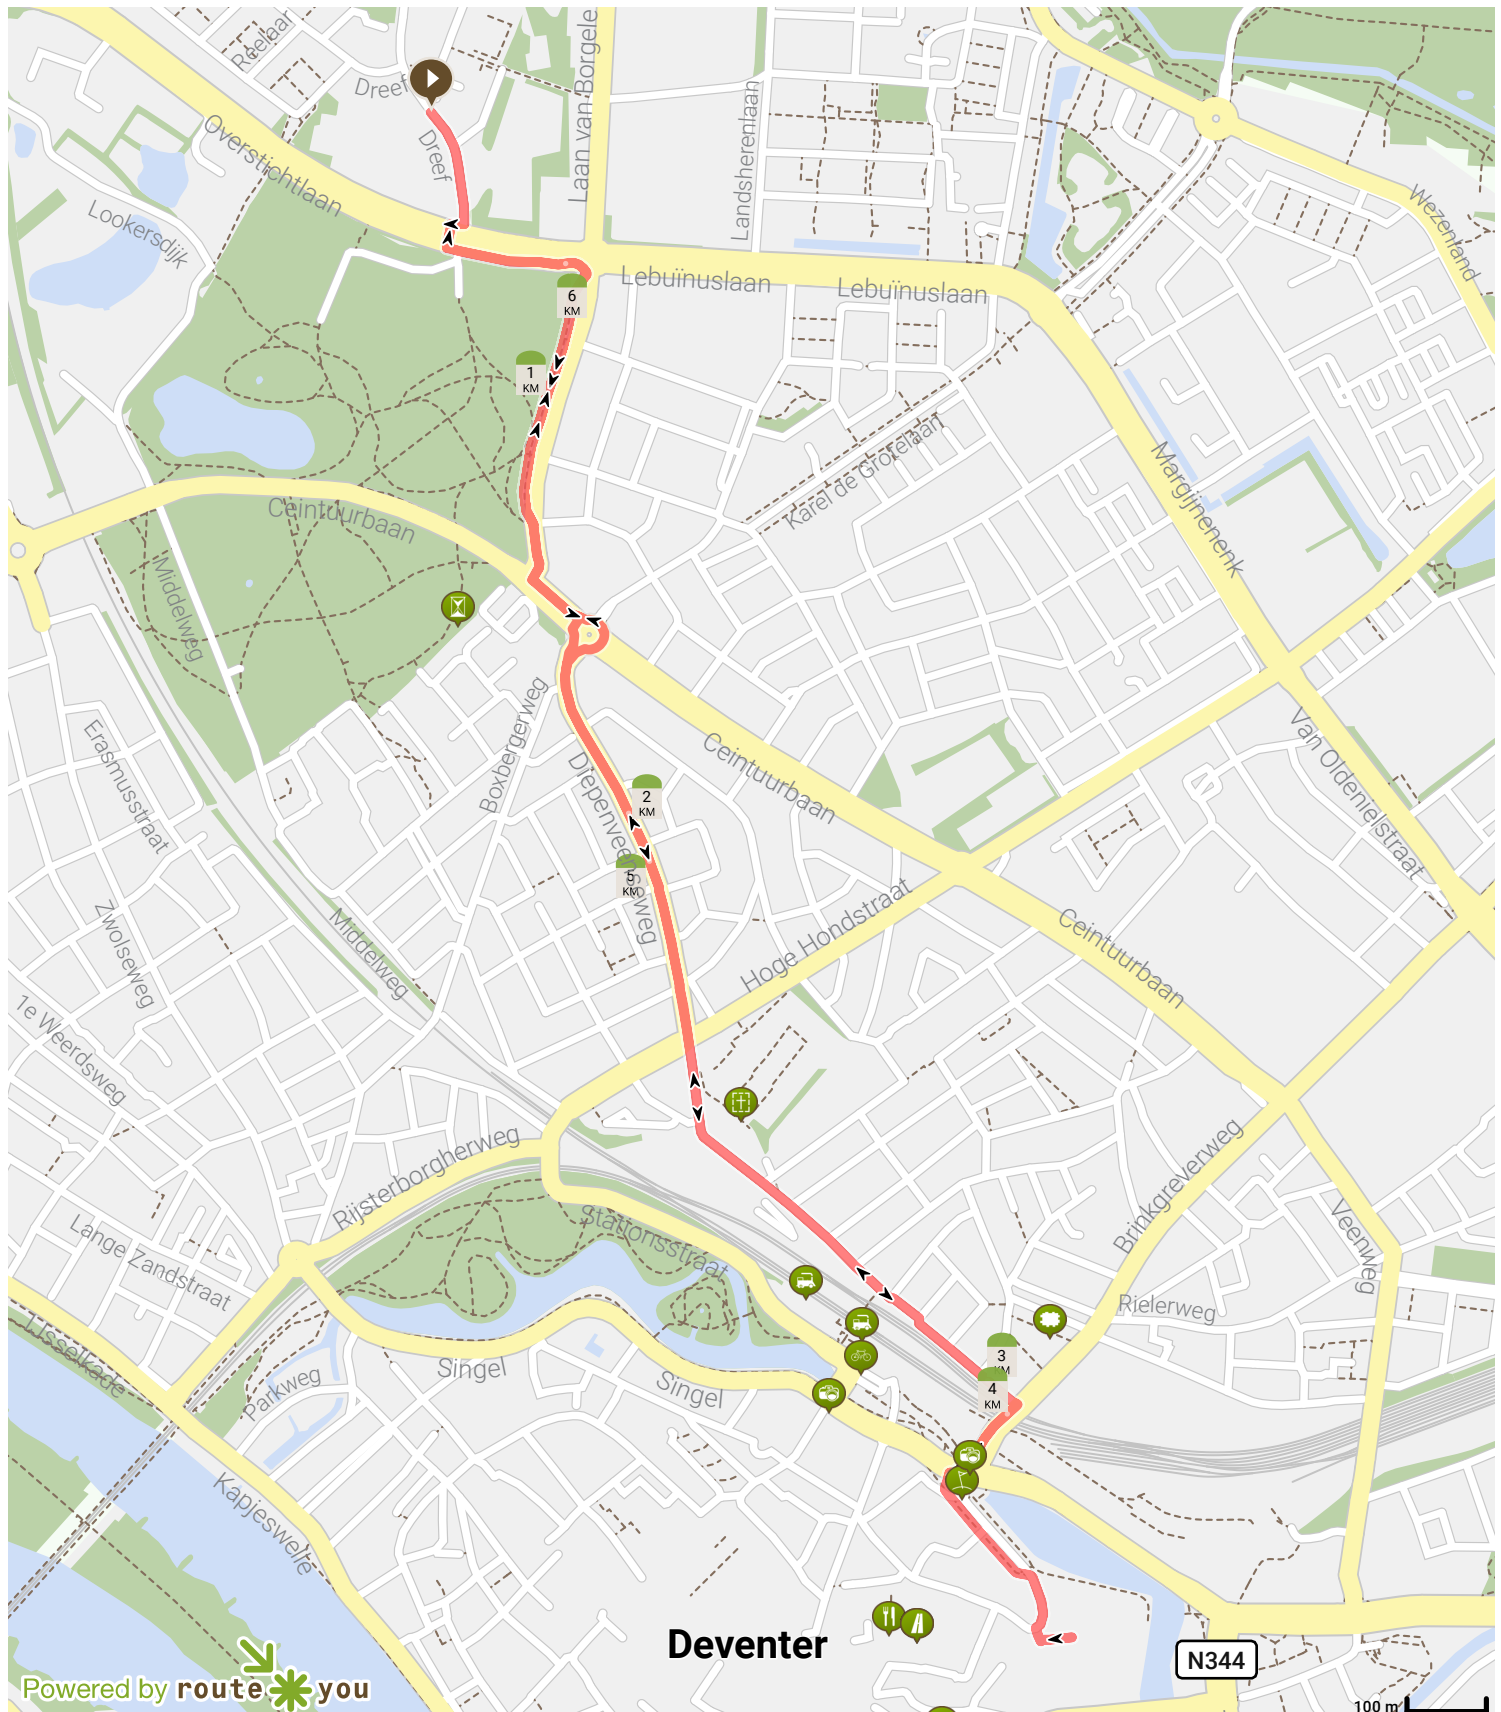 Reelaan
Dreef
Laan van Borgele
Overstichtlaan
Dreef
Landsherenlaan
Wezenland
Lookersdijk
Lebuïnuslaan
Lebuïnuslaan
6
KM
1
KM
Karel de Grotelaan
Margijnenenk
Ceintuurbaan
Middelweg
Boxbergerweg
Erasmusstraat
Diepenveenseweg
2
KM
5
KM
Ceintuurbaan
Van Oldenielstraat
Zwolseweg
Middelweg
Hoge Hondstraat
Ceintuurbaan
1e Weerdsweg
Rijsterborgherweg
Brinkgreverweg
Stationsstraat
Lange Zandstraat
Veenweg
Rielerweg
IJsselkade
Parkweg
Singel
Singel
3
KM
4
KM
Kapjeswelle
Deventer
N344
Powered by routeyou
100 m